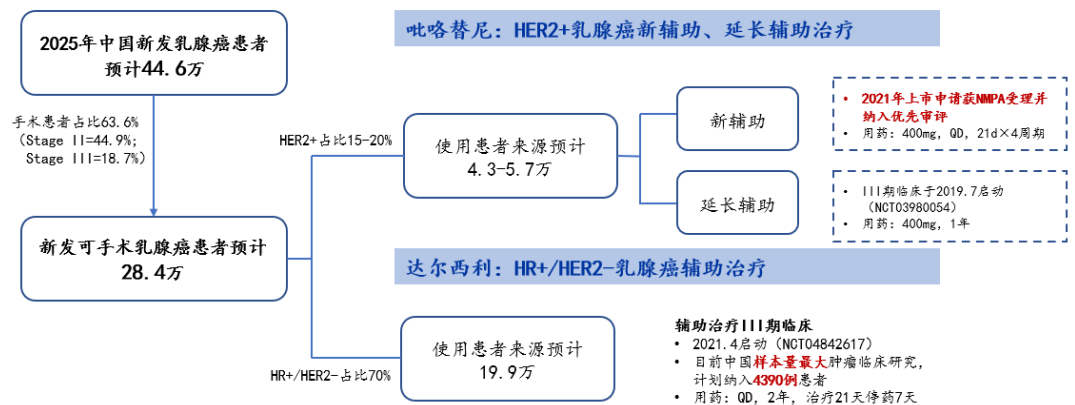 2025年中国新发乳腺癌患者
预计44.6万
手术患者占比63.6%
(Stage II=44.9%;
Stage III=18.7%)
新发可手术乳腺癌患者预计
28.4万
吡咯替尼：HER2+乳腺癌新辅助、延长辅助治疗
HER2+占比15-20%
使用患者来源预计
4.3-5.7万
新辅助
• 2021年上市申请获NMPA受理并
纳入优先审评
• 用药：400mg，QD，21d×4周期
延长辅助
• III期临床于2019.7启动
（NCT03980054）
• 用药：400mg，1年
达尔西利：HR+/HER2-乳腺癌辅助治疗
HR+/HER2-占比70%
使用患者来源预计
19.9万
辅助治疗III期临床
• 2021.4启动（NCT04842617）
• 目前中国样本量最大肿瘤临床研究，
计划纳入4390例患者
• 用药：QD，2年，治疗21天停药7天